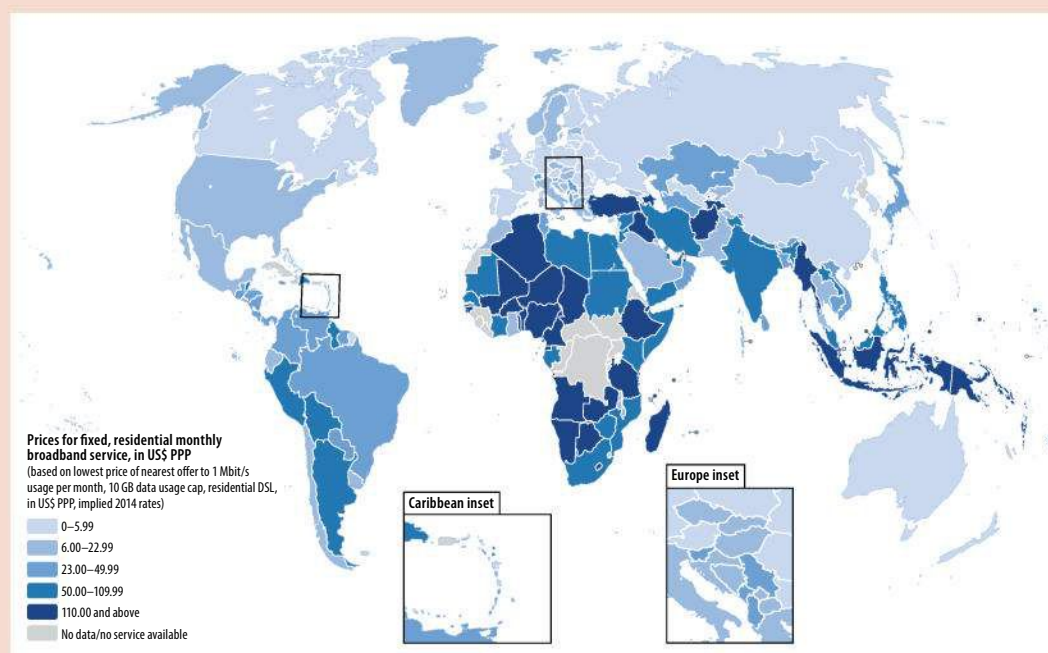 Prices for fixed, residential monthly
broadband service, in US$ PPP
(based on lowest price of nearest offer to 1 Mbit/s
usage per month, 10 GB data usage cap, residential DSL,
in US$ PPP, implied 2014 rates)
0–5.99
6.00–22.99
23.00–49.99
50.00–109.99
110.00 and above
No data/no service available
Caribbean inset
Europe inset